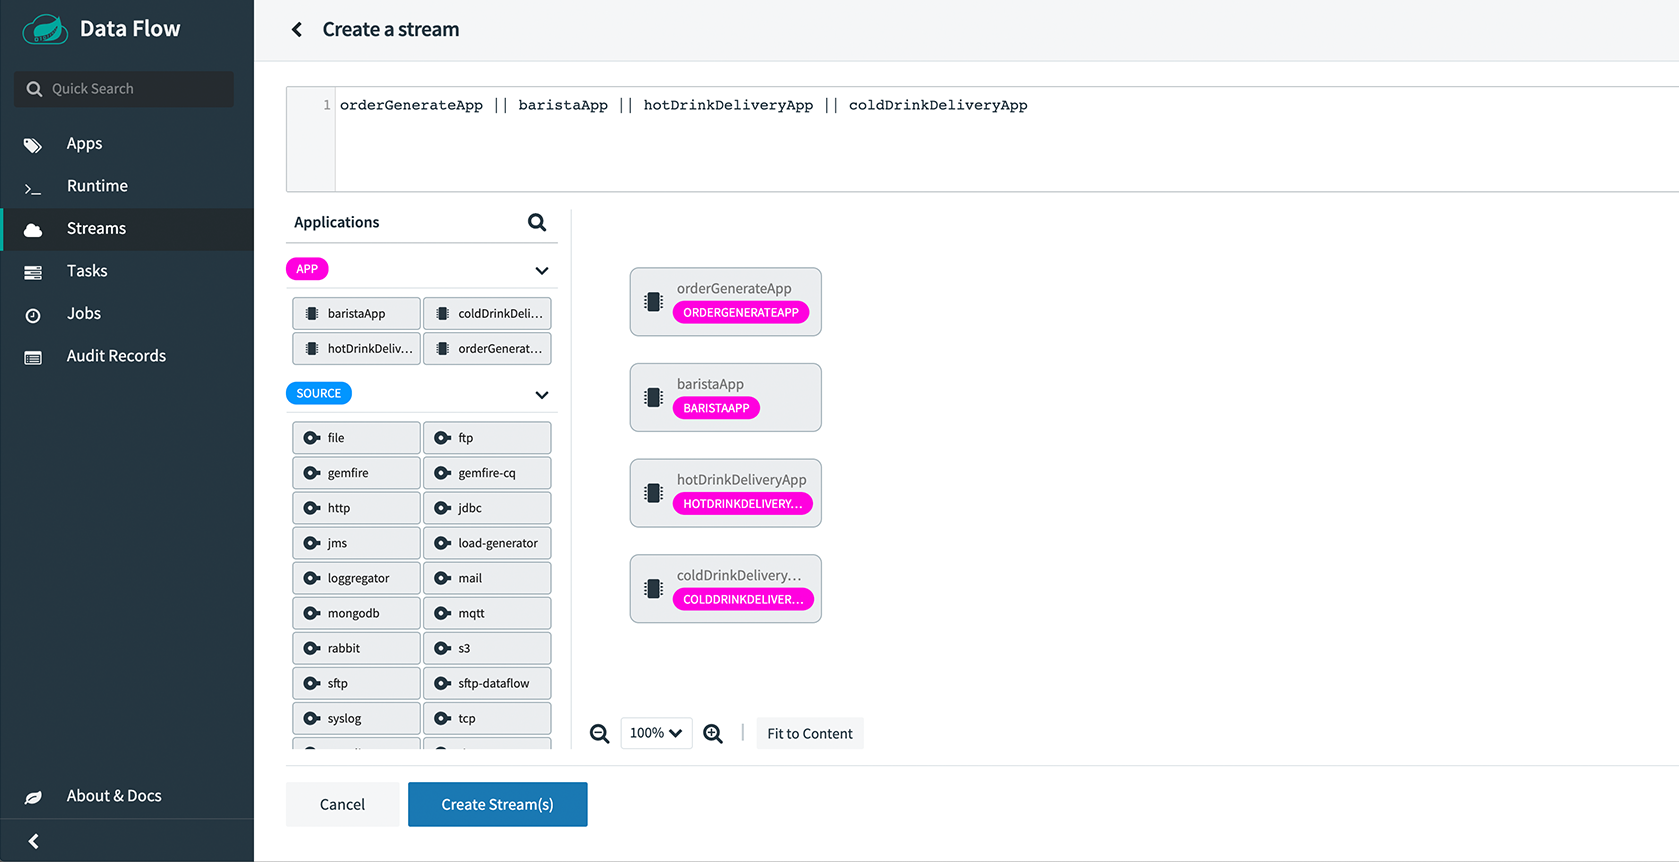 Data Flow
Quick Search
Apps
Runtime
Streams
Tasks
Jobs
Audit Records
About & Docs
Create a stream
1 orderGenerateApp || baristaApp || hotDrinkDeliveryApp || coldDrinkDeliveryApp
Applications
APP
baristaApp coldDrinkDeli...
hotDrinkDeliv... orderGenerat...
SOURCE
file ftp
gemfire gemfire-cq
http jdbc
jms load-generator
loggregator mail
mongodb mqtt
rabbit s3
sftp sftp-dataflow
syslog tcp
orderGenerateApp
ORDERGENERATEAPP
baristaApp
BARISTAAPP
hotDrinkDeliveryApp
HOTDRINKDELIVERY...
coldDrinkDelivery...
COLDDRINKDELIVER...
100% | Fit to Content
Cancel Create Stream(s)